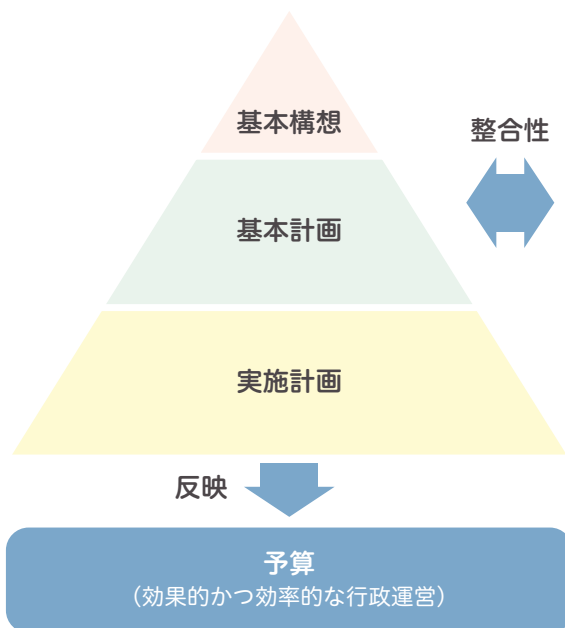 基本構想
整合性
基本計画
実施計画
反映
予算
（効果的かつ効率的な行政運営）